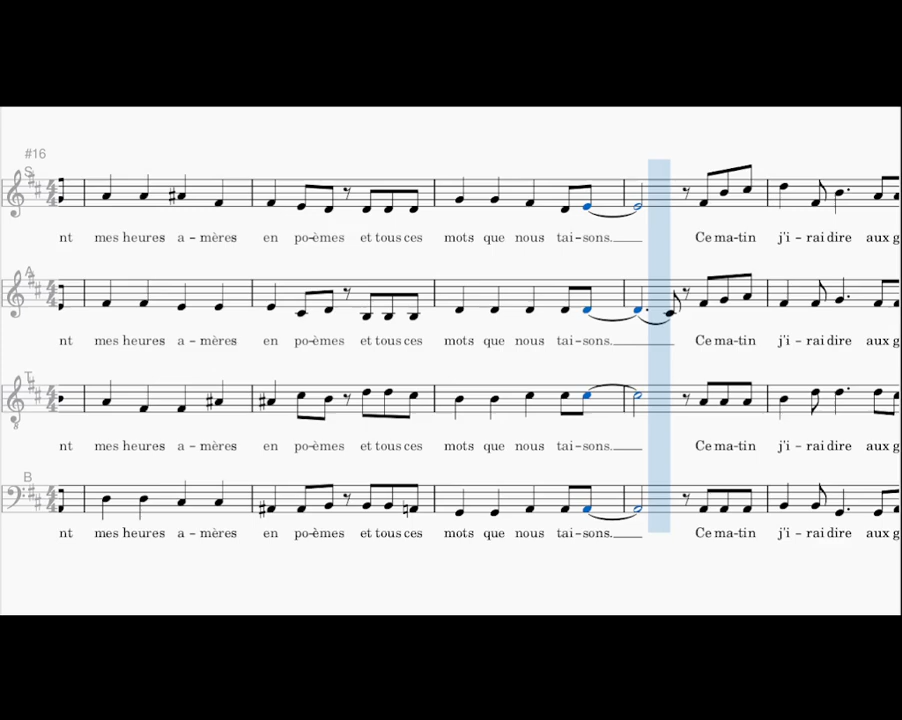 #16
S
nt mes heures a - mères en po-èmes et tous ces mots que nous tai-sons.___ Ce ma-tin j'i - rai dire aux g
A
nt mes heures a - mères en po-èmes et tous ces mots que nous tai-sons.___ Ce ma-tin j'i - rai dire aux g
T
nt mes heures a - mères en po-èmes et tous ces mots que nous tai-sons.___ Ce ma-tin j'i - rai dire aux g
B
nt mes heures a - mères en po-èmes et tous ces mots que nous tai-sons.___ Ce ma-tin j'i - rai dire aux g